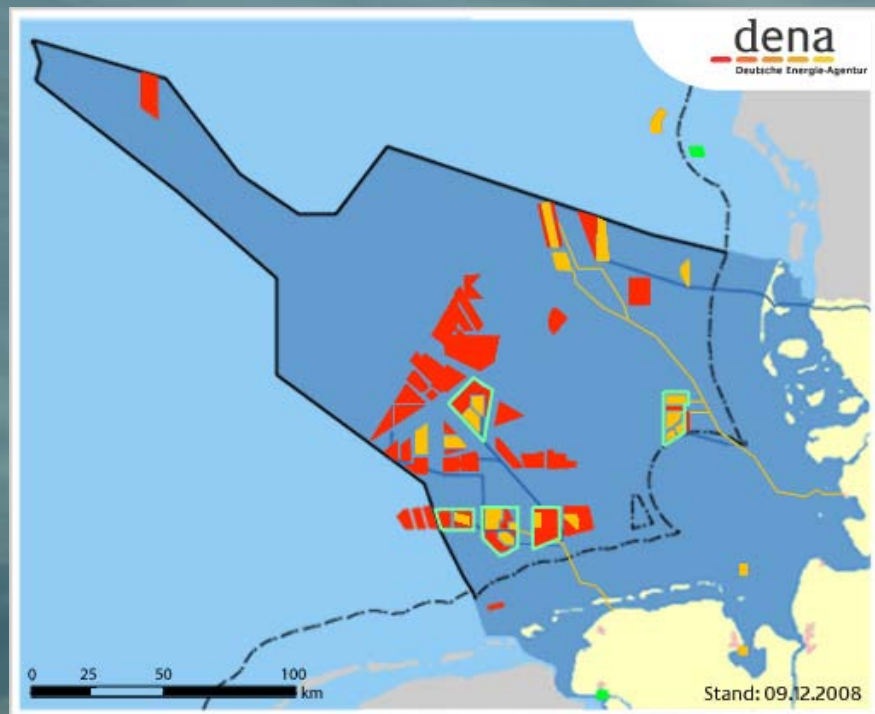 dena
Deutsche Energie-Agentur
0 25 50 100
km
Stand: 09.12.2008